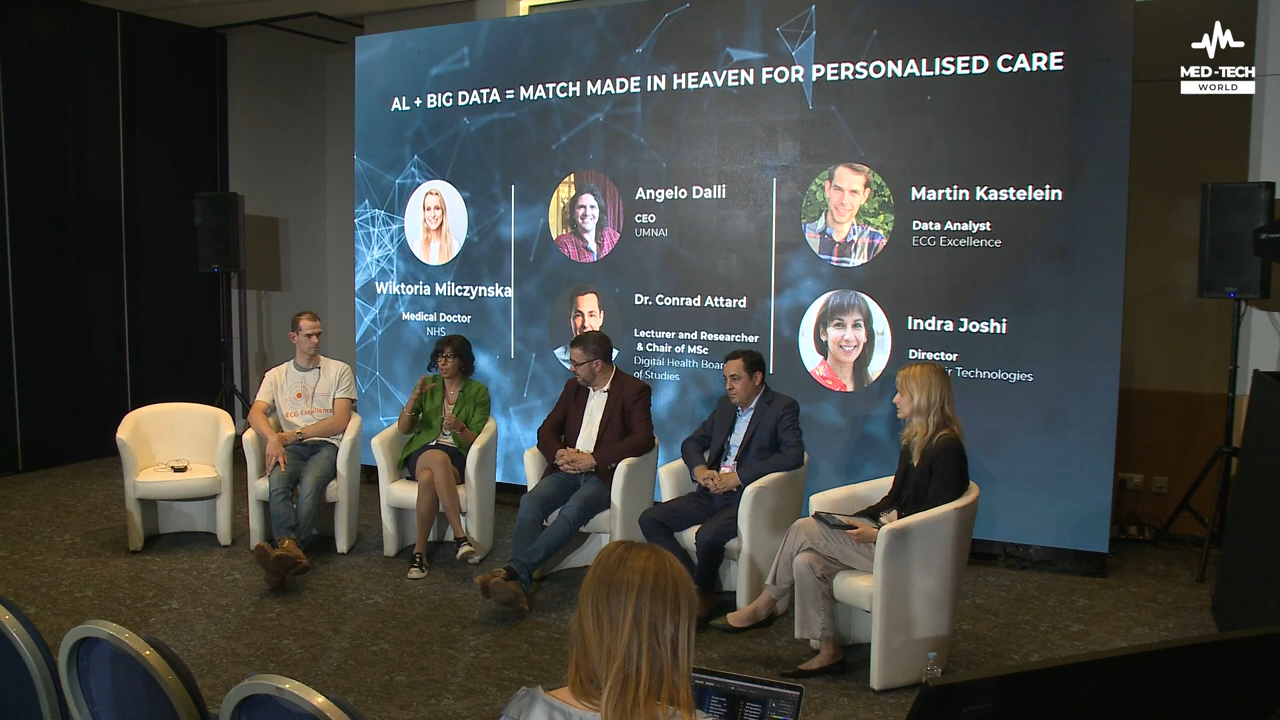 MED-TECH
WORLD
AL + BIG DATA = MATCH MADE IN HEAVEN FOR PERSONALISED CARE
Wiktoria Milczynska
Medical Doctor
NHS
Angelo Dalli
CEO
UMNAI
Dr. Conrad Attard
Lecturer and Researcher
& Chair of MSc
Digital Health
of Studies
Martin Kastelein
Data Analyst
ECG Excellence
Indra Joshi
Director
Technologies
ECG Excellence